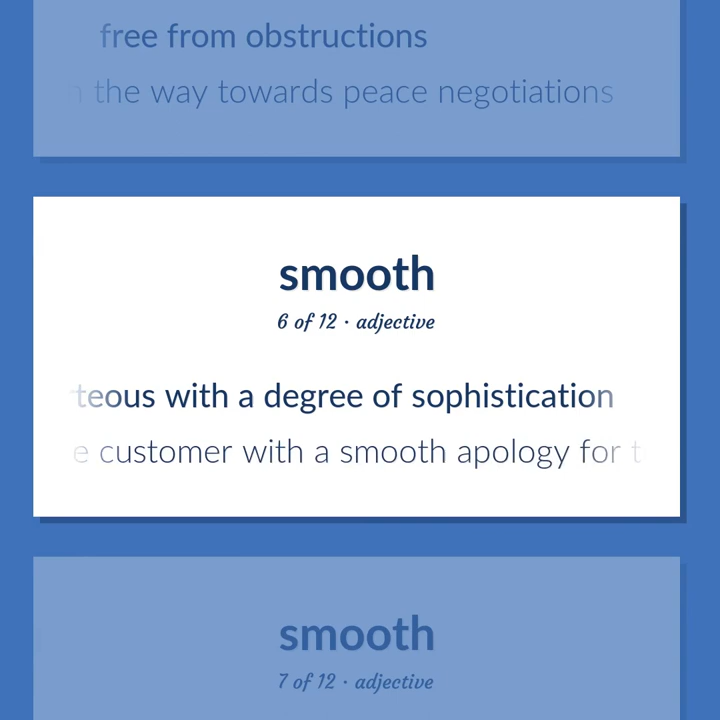 free from obstructions
the way towards peace negotiations
smooth
6 of 12 · adjective
teous with a degree of sophistication
e customer with a smooth apology for t
smooth
7 of 12 · adjective